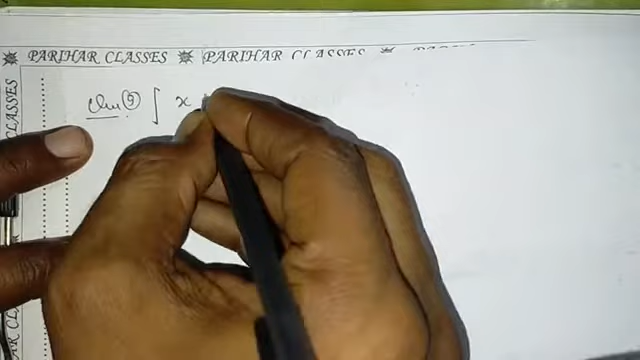 PARIHAR CLASSES PARIHAR CLASSES
CLASSES
Qu ⑨ ∫ x